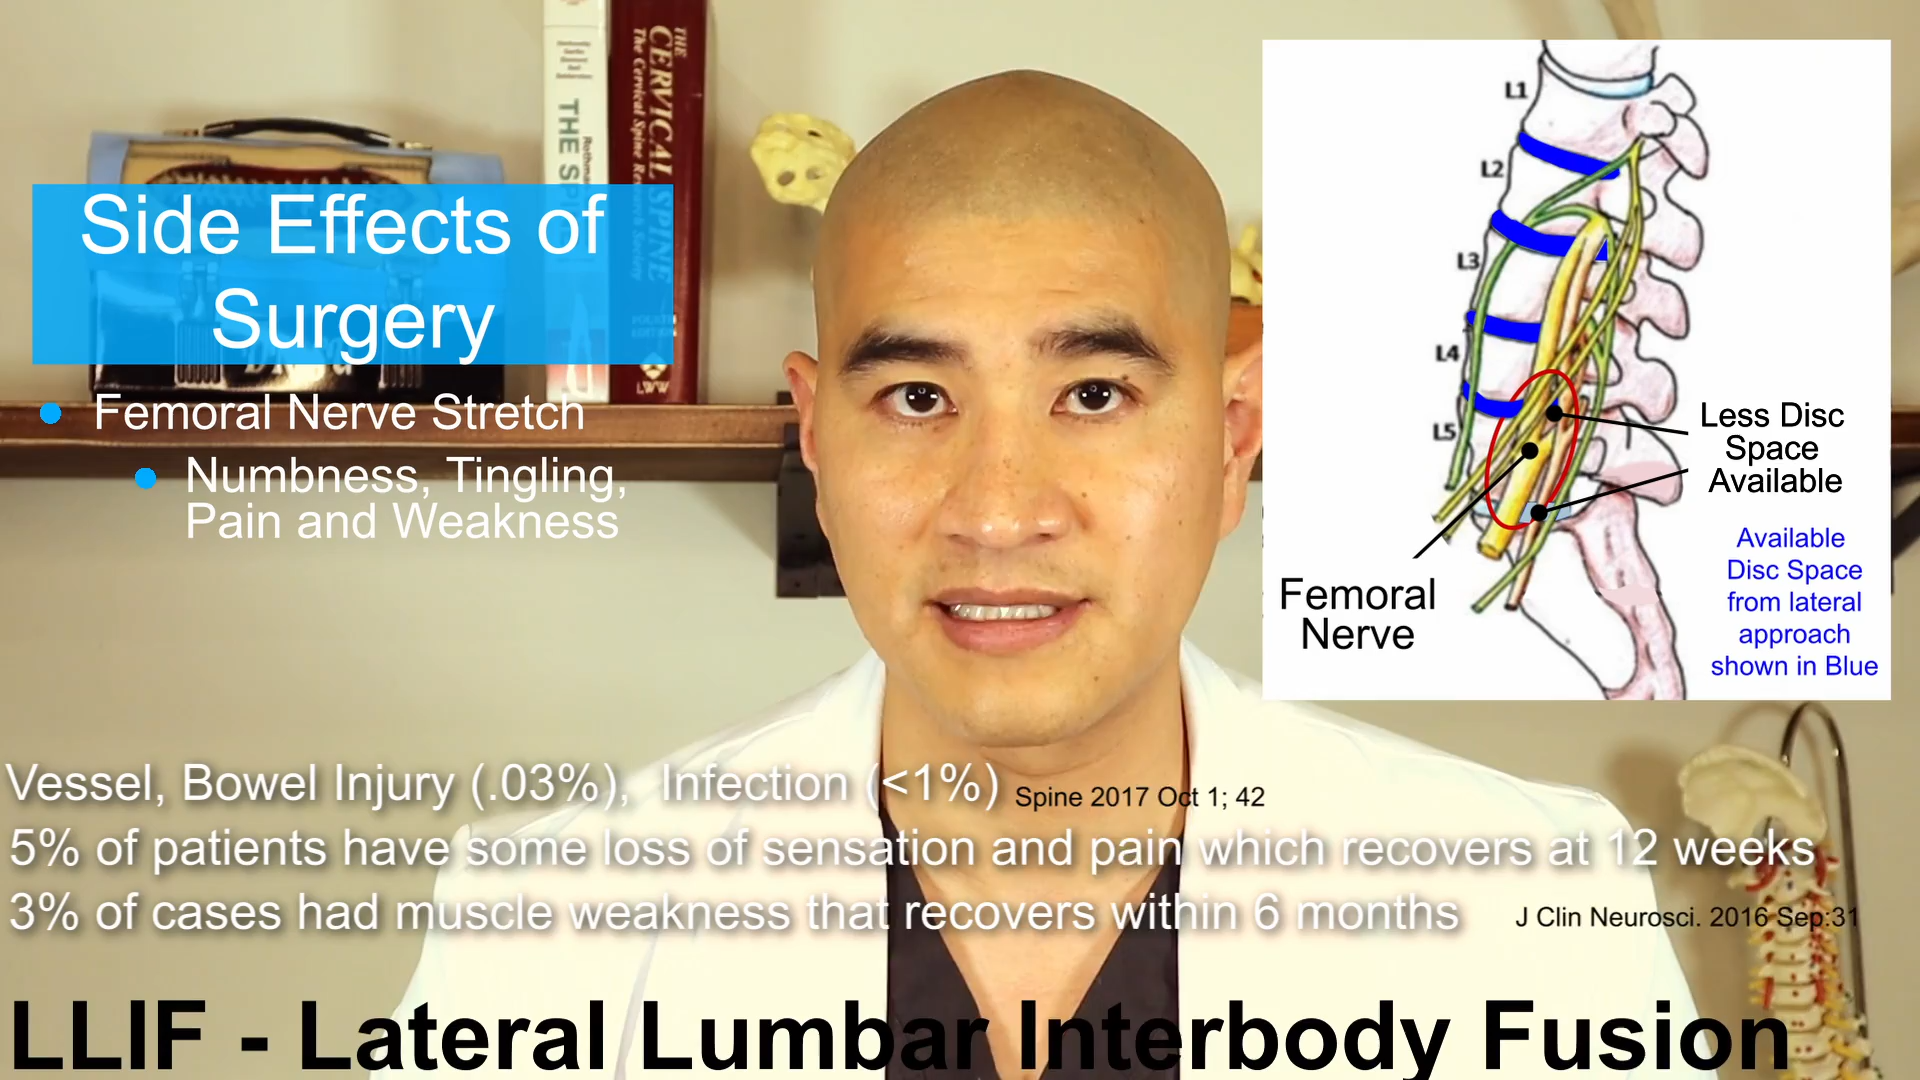 Side Effects of
Surgery
Femoral Nerve Stretch
Numbness, Tingling,
Pain and Weakness
THE
CERVICAL SPINE
The Cervical Spine Research Society
FOURTH
EDITION
LWW
THE SP
Rothman
L1
L2
L3
L4
L5
Less Disc
Space
Available
Femoral
Nerve
Available
Disc Space
from lateral
approach
shown in Blue
Vessel, Bowel Injury (.03%), Infection (<1%) Spine 2017 Oct 1; 42
5% of patients have some loss of sensation and pain which recovers at 12 weeks
3% of cases had muscle weakness that recovers within 6 months J Clin Neurosci. 2016 Sep:31
LLIF - Lateral Lumbar Interbody Fusion